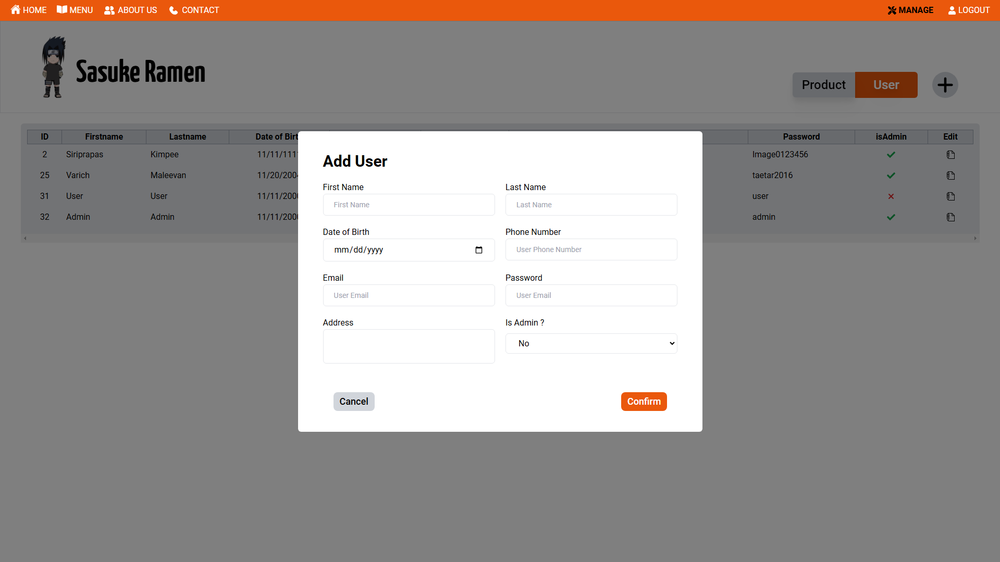 HOME MENU ABOUT US CONTACT MANAGE LOGOUT
Sasuke Ramen
Product User
ID Firstname Lastname Date of Birt Password isAdmin Edit
2 Siriprapas Kimpee 11/11/111 Image0123456
25 Varich Maleevan 11/20/2004 taetar2016
31 User User 11/11/2000 user
32 Admin Admin 11/11/2000 admin
Add User
First Name Last Name
First Name Last Name
Date of Birth Phone Number
mm/dd/yyyy User Phone Number
Email Password
User Email User Email
Address Is Admin ?
No
Cancel Confirm